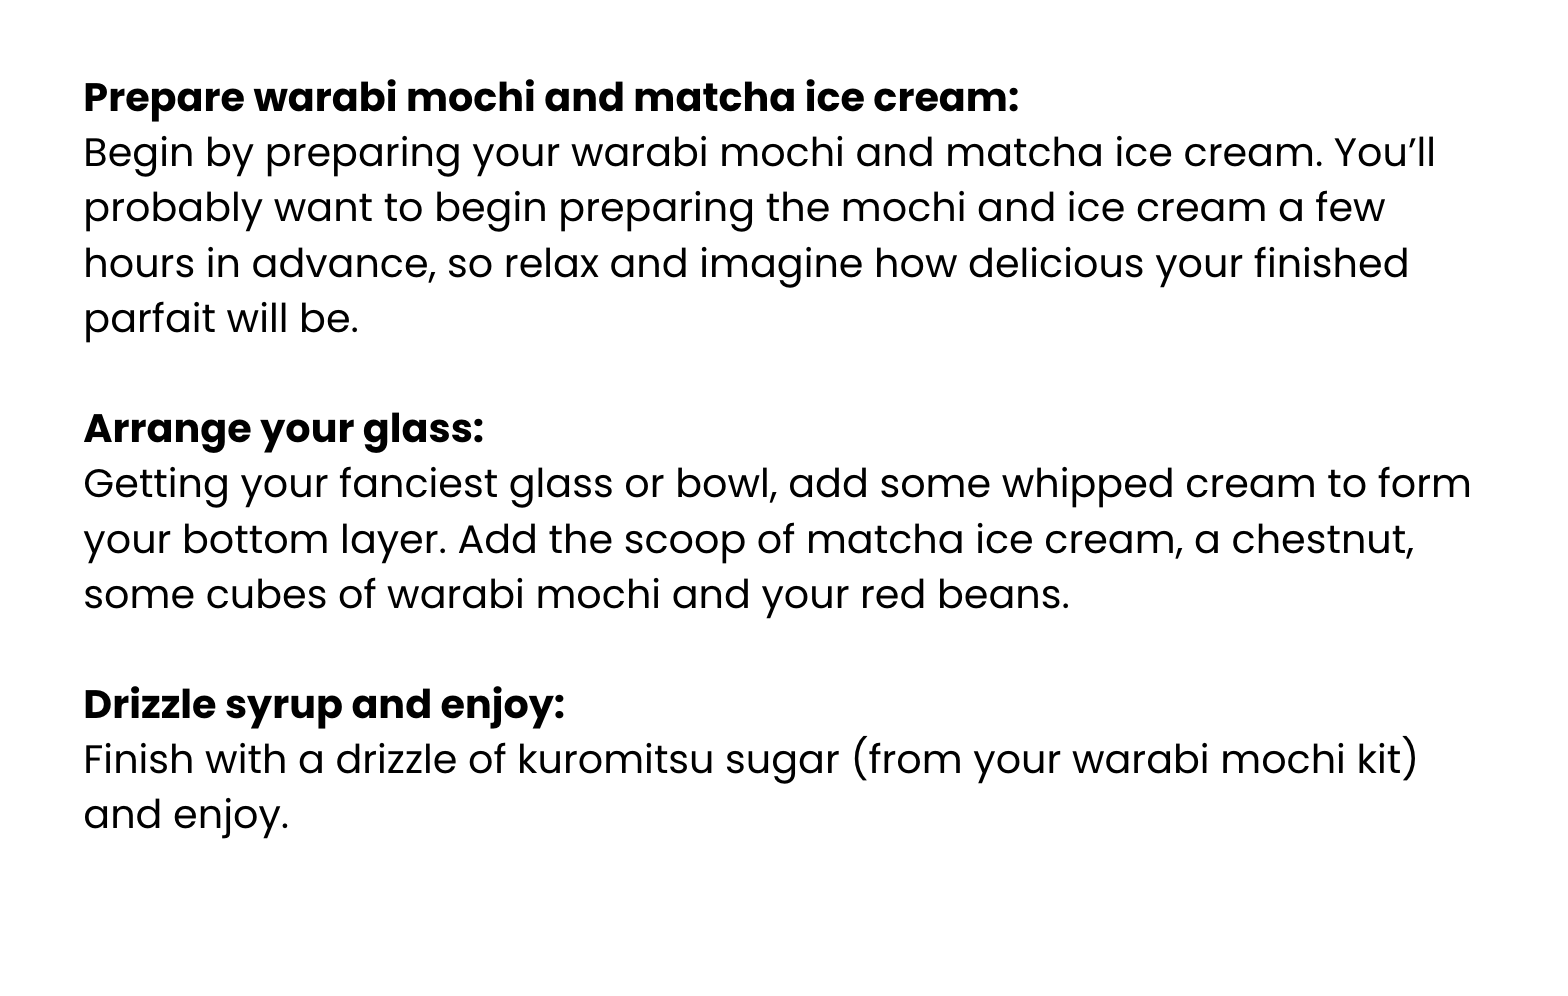 Prepare warabi mochi and matcha ice cream:
Begin by preparing your warabi mochi and matcha ice cream. You’ll
probably want to begin preparing the mochi and ice cream a few
hours in advance, so relax and imagine how delicious your finished
parfait will be.
Arrange your glass:
Getting your fanciest glass or bowl, add some whipped cream to form
your bottom layer. Add the scoop of matcha ice cream, a chestnut,
some cubes of warabi mochi and your red beans.
Drizzle syrup and enjoy:
Finish with a drizzle of kuromitsu sugar (from your warabi mochi kit)
and enjoy.